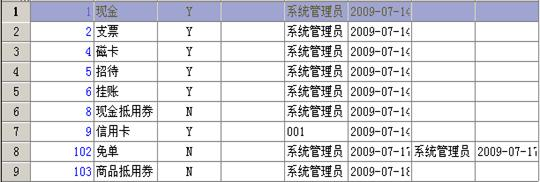 1 1 现金 Y 系统管理员 2009-07-14
2 2 支票 Y 系统管理员 2009-07-14
3 4 磁卡 Y 系统管理员 2009-07-14
4 5 招待 Y 系统管理员 2009-07-14
5 6 挂账 Y 系统管理员 2009-07-14
6 8 现金抵用券 N 系统管理员 2009-07-14
7 9 信用卡 Y 001 2009-07-14
8 102 免单 N 系统管理员 2009-07-17 系统管理员 2009-07-17
9 103 商品抵用券 N 系统管理员 2009-07-18